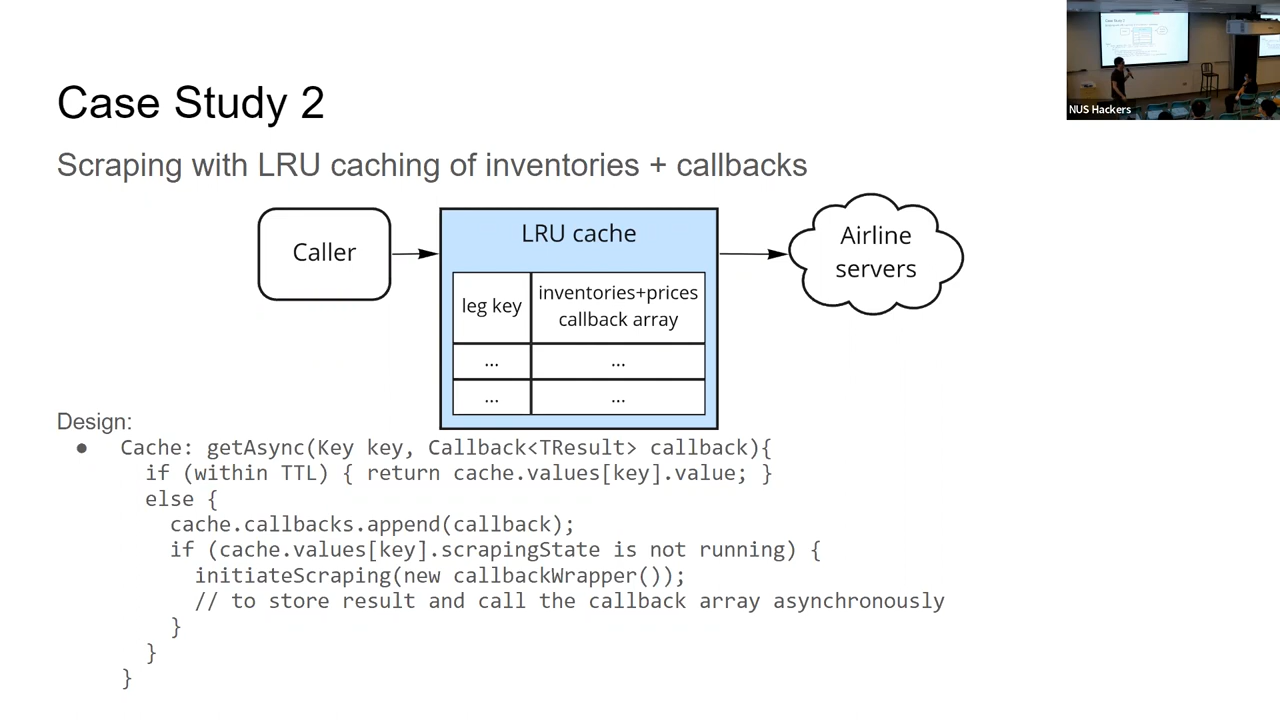 Case Study 2
NUS Hackers
Scraping with LRU caching of inventories + callbacks
Caller
LRU cache
leg key
inventories+prices
callback array
...
...
...
...
Airline
servers
Design:
● Cache: getAsync(Key key, Callback<TResult> callback){
if (within TTL) { return cache.values[key].value; }
else {
cache.callbacks.append(callback);
if (cache.values[key].scrapingState is not running) {
initiateScraping(new callbackWrapper());
// to store result and call the callback array asynchronously
}
}
}